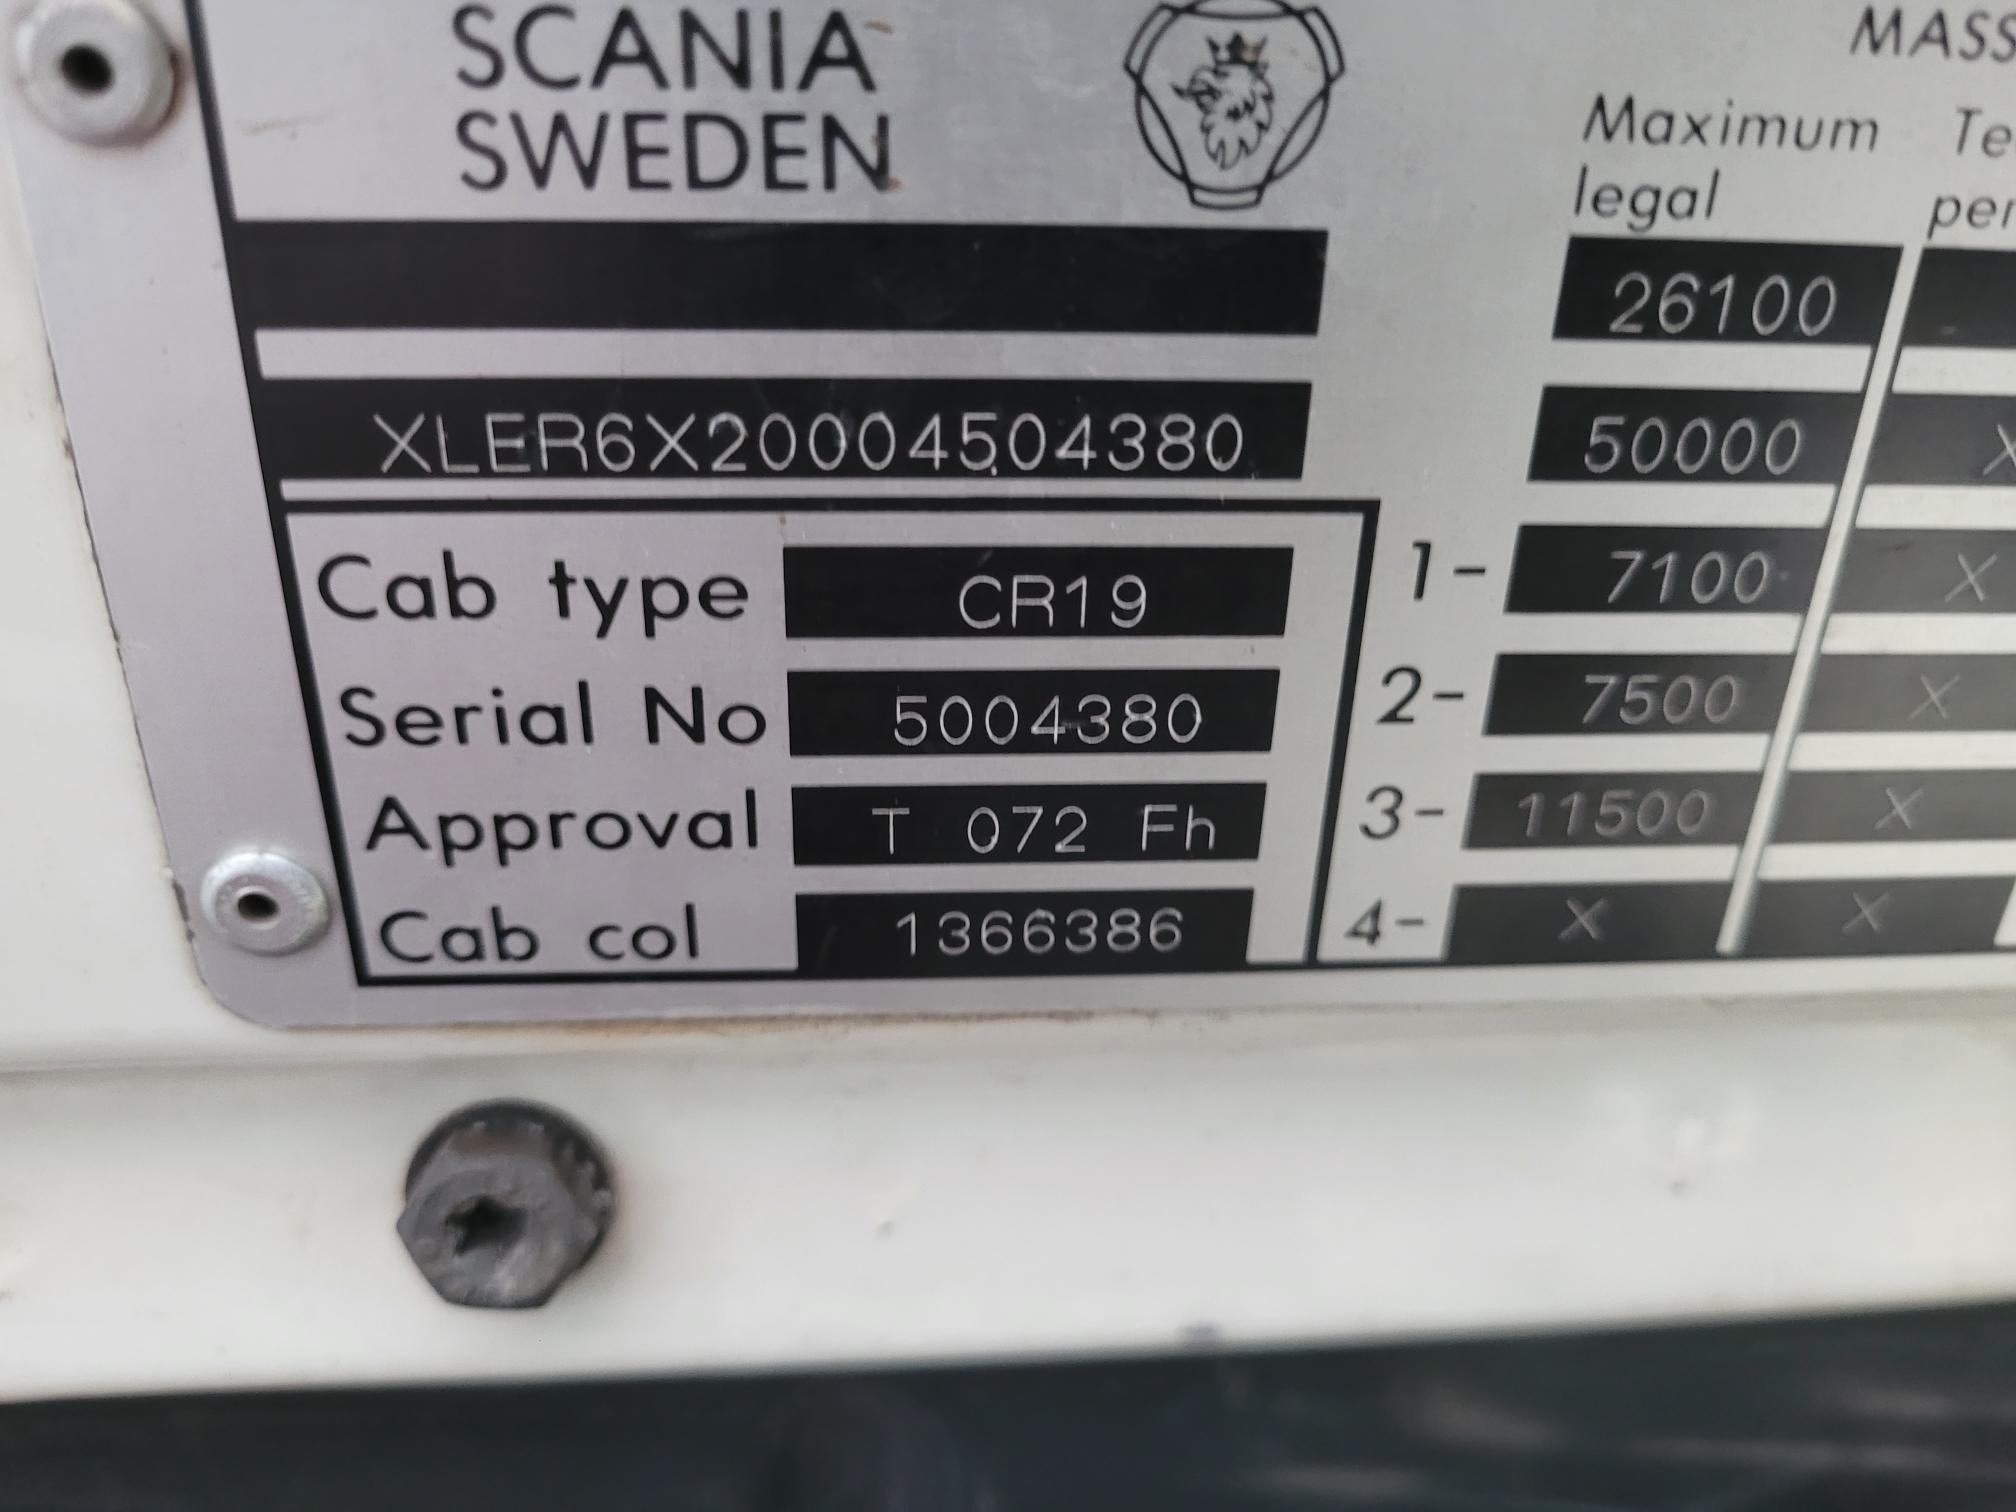 SCANIA
SWEDEN
MASS
Maximum
legal
26100
XLER6X20004504380
50000 X
Cab type CR19
1- 7100 X
Serial No 5004380
2- 7500 X
Approval T 072 Fh
3- 11500 X
Cab col 1366386
4- X X